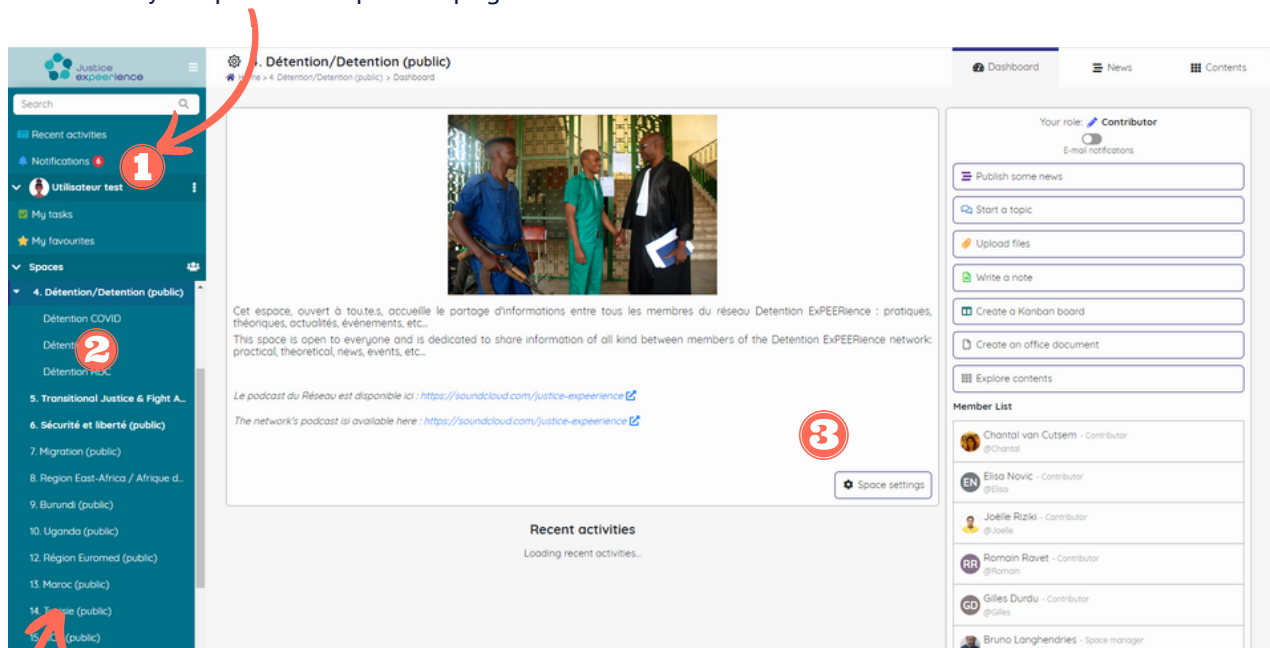 Justice
expeerience
4. Détention/Detention (public)
> 4. Détention/Detention (public) > Dashboard
Dashboard
News
Contents
Search
Recent activities
Notifications 6
1
Utilisateur test
My tasks
My favourites
Spaces
4. Détention/Detention (public)
Détention COVID
2
Détention RDC
5. Transitional Justice & Fight A...
6. Sécurité et liberté (public)
7. Migration (public)
8. Region East-Africa / Afrique d...
9. Burundi (public)
10. Uganda (public)
12. Région Euromed (public)
13. Maroc (public)
14. Tunisie (public)
(public)
Cet espace, ouvert à tou.te.s, accueille le partage d'informations entre tous les membres du réseau Detention ExPEERience : pratiques,
théoriques, actualités, événements, etc...
This space is open to everyone and is dedicated to share information of all kind between members of the Detention ExPEERience network:
practical, theoretical, news, events, etc...
Le podcast du Réseau est disponible ici : https://soundcloud.com/justice-expeerience
The network's podcast isi available here : https://soundcloud.com/justice-expeerience
3
Space settings
Recent activities
Loading recent activities...
Your role: Contributor
E-mail notifications
Publish some news
Start a topic
Upload files
Write a note
Create a Kanban board
Create an office document
Explore contents
Member List
Chantal van Cutsem - Contributor
@Chantal
EN
Elisa Novic - Contributor
@Elisa
Joëlle Riziki - Contributor
@Joelle
RR
Romain Ravet - Contributor
@Romain
GD
Gilles Durdu - Contributor
@Gilles
Bruno Langhendries - Space manager